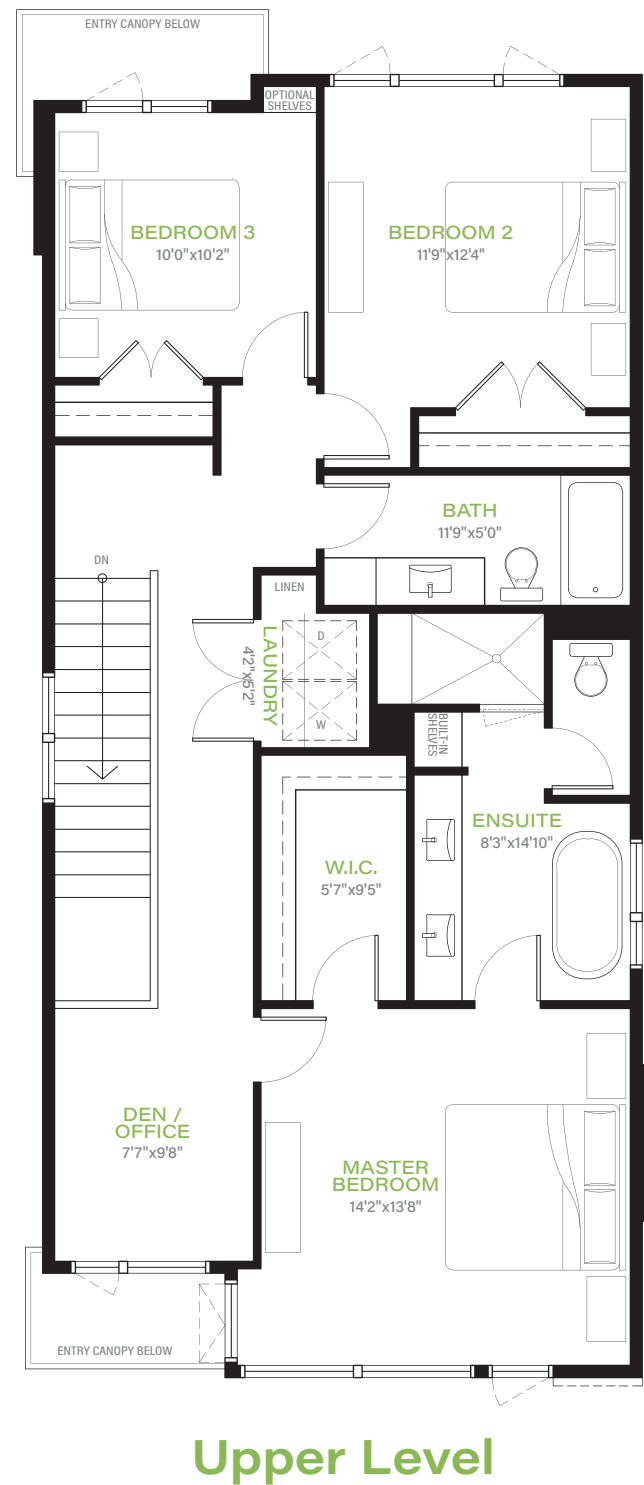 ENTRY CANOPY BELOW
OPTIONAL
SHELVES
BEDROOM 3
10'0"x10'2"
BEDROOM 2
11'9"x12'4"
BATH
11'9"x5'0"
DN
LINEN
LAUNDRY
4'2"x5'2"
D
W
BUILT-IN
SHELVES
ENSUITE
8'3"x14'10"
W.I.C.
5'7"x9'5"
DEN /
OFFICE
7'7"x9'8"
MASTER
BEDROOM
14'2"x13'8"
ENTRY CANOPY BELOW
Upper Level